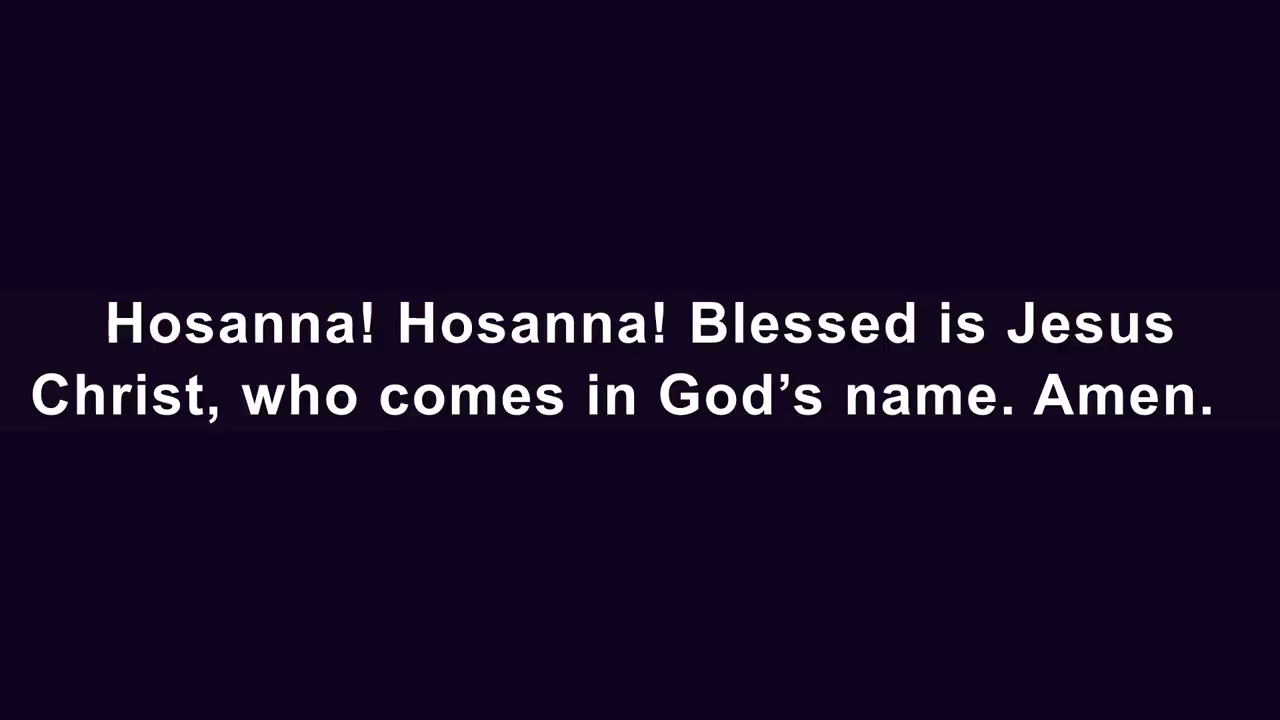 Hosanna! Hosanna! Blessed is Jesus
Christ, who comes in God’s name. Amen.